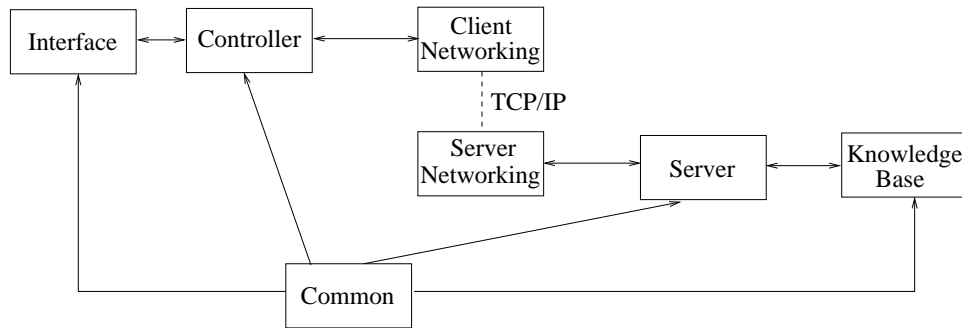 Interface
Controller
Client
Networking
TCP/IP
Server
Networking
Server
Knowledge
Base
Common